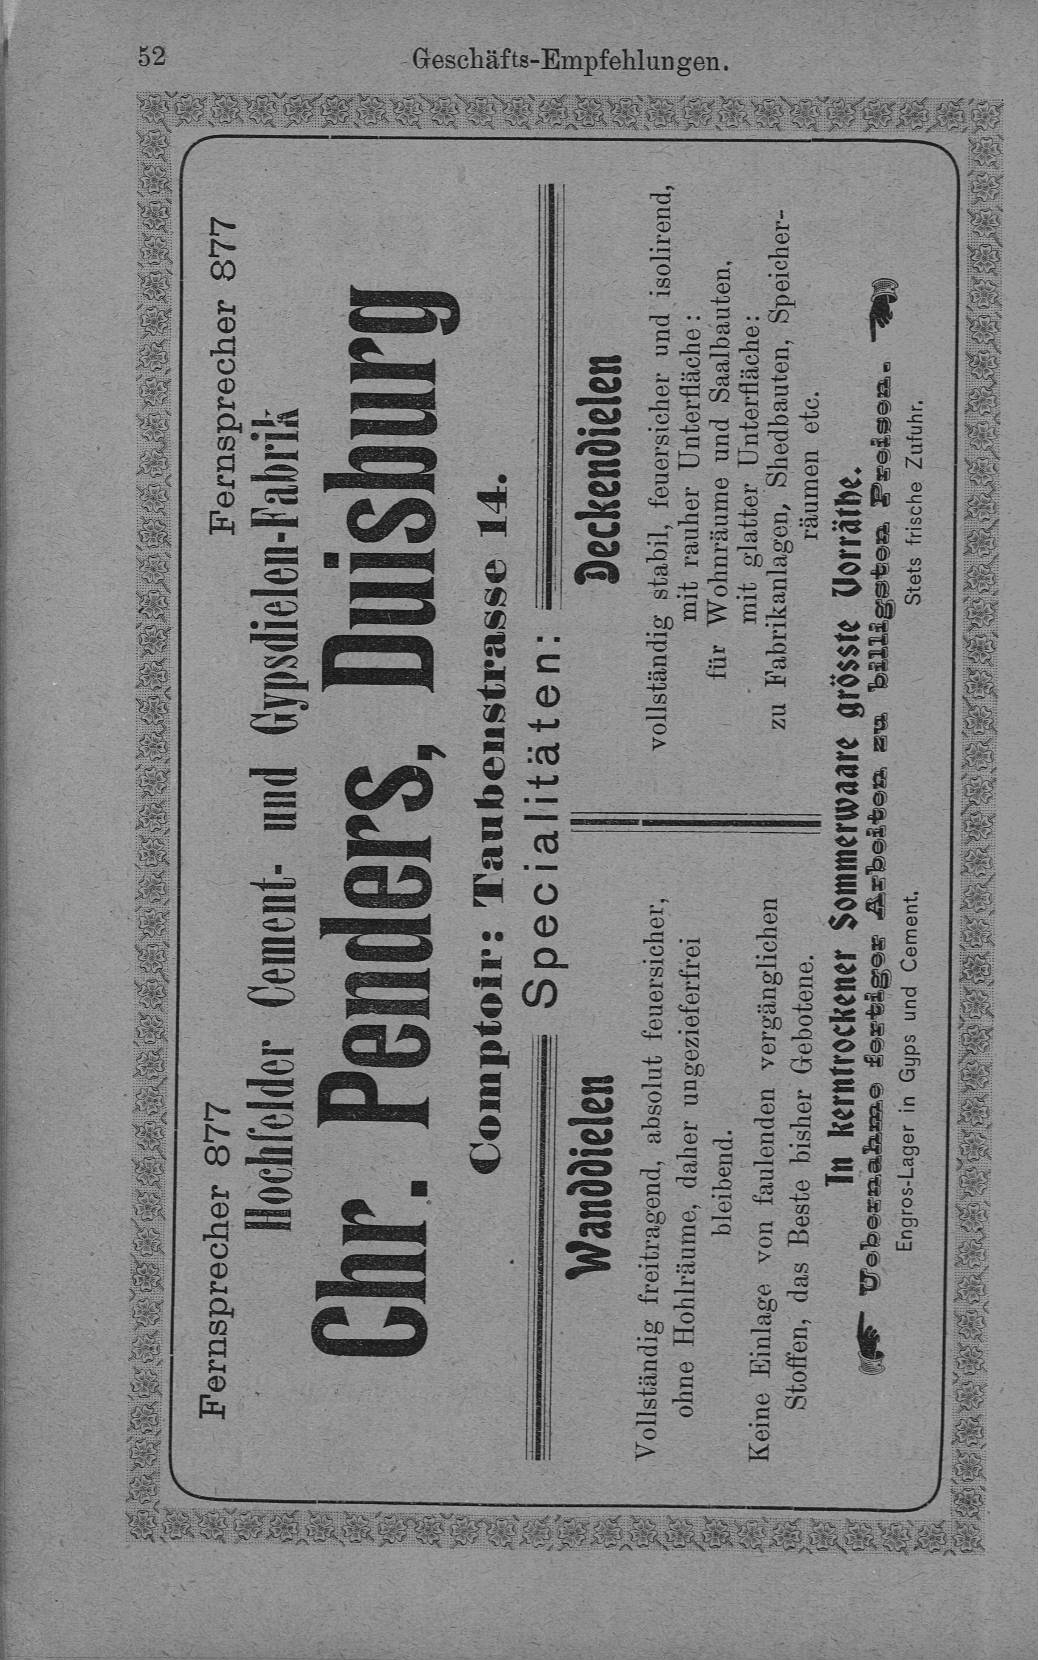 52
Geschäfts-Empfehlungen.
Fernsprecher 877
Fernsprecher 877
Hochfelder Cement- und Gypsdielen-Fabrik
Chr. Penders, Duisburg
Comptoir: Taubenstrasse 14.
Specialitäten:
Wanddielen
Vollständig freitragend, absolut feuersicher,
ohne Hohlräume, daher ungezieferfrei
bleibend.
Keine Einlage von faulenden vergänglichen
Stoffen, das Beste bisher Gebotene.
Deckendielen
vollständig stabil, feuersicher und isolirend,
mit rauher Unterfläche:
für Wohnräume und Saalbauten,
mit glatter Unterfläche:
zu Fabrikanlagen, Shedbauten, Speicher-
räumen etc.
In kerntrockener Sommerwaare grösste Vorräthe.
Uebernahme fertiger Arbeiten zu billigsten Preisen.
Engros-Lager in Gyps und Cement.
Stets frische Zufuhr.